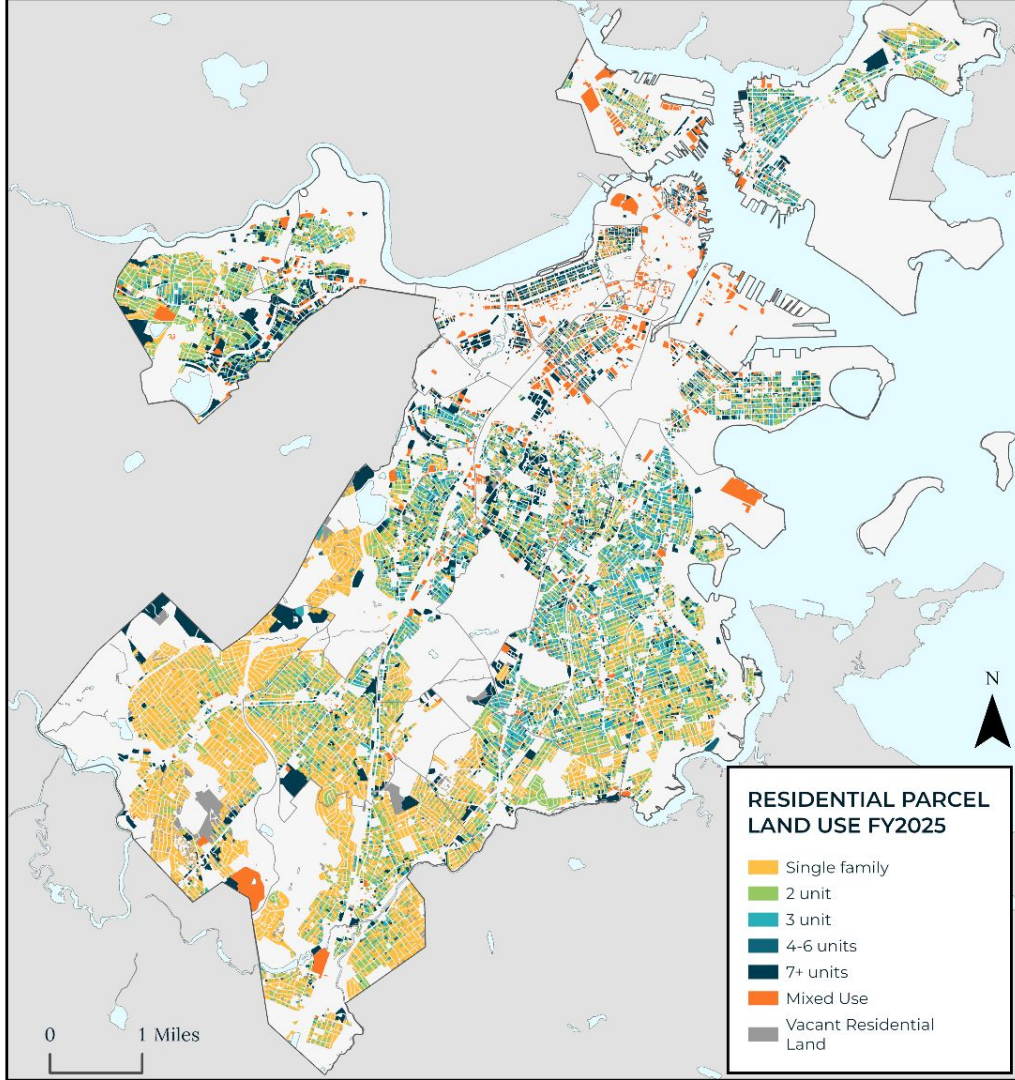 N
RESIDENTIAL PARCEL
LAND USE FY2025
Single family
2 unit
3 unit
4-6 units
7+ units
Mixed Use
Vacant Residential
Land
0 1 Miles